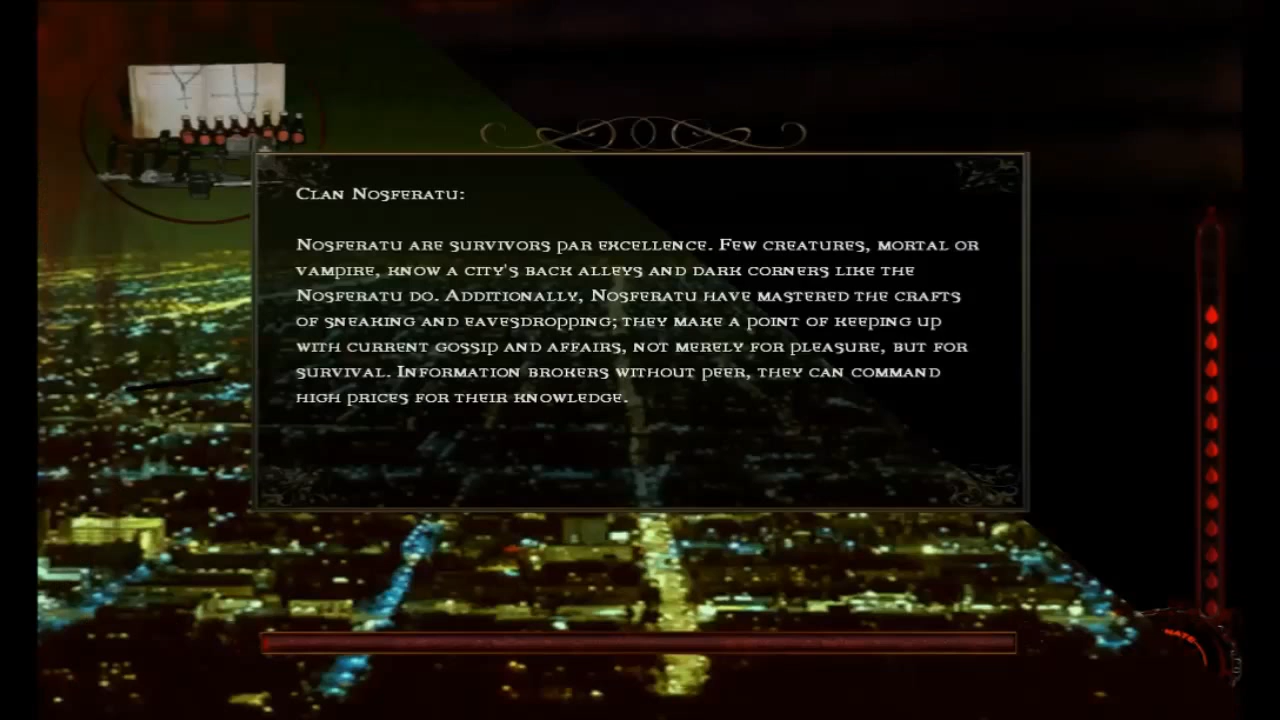 Clan Nosferatu:
Nosferatu are survivors par excellence. Few creatures, mortal or
vampire, know a city's back alleys and dark corners like the
Nosferatu do. Additionally, Nosferatu have mastered the crafts
of sneaking and eavesdropping; they make a point of keeping up
with current gossip and affairs, not merely for pleasure, but for
survival. Information brokers without peer, they can command
high prices for their knowledge.